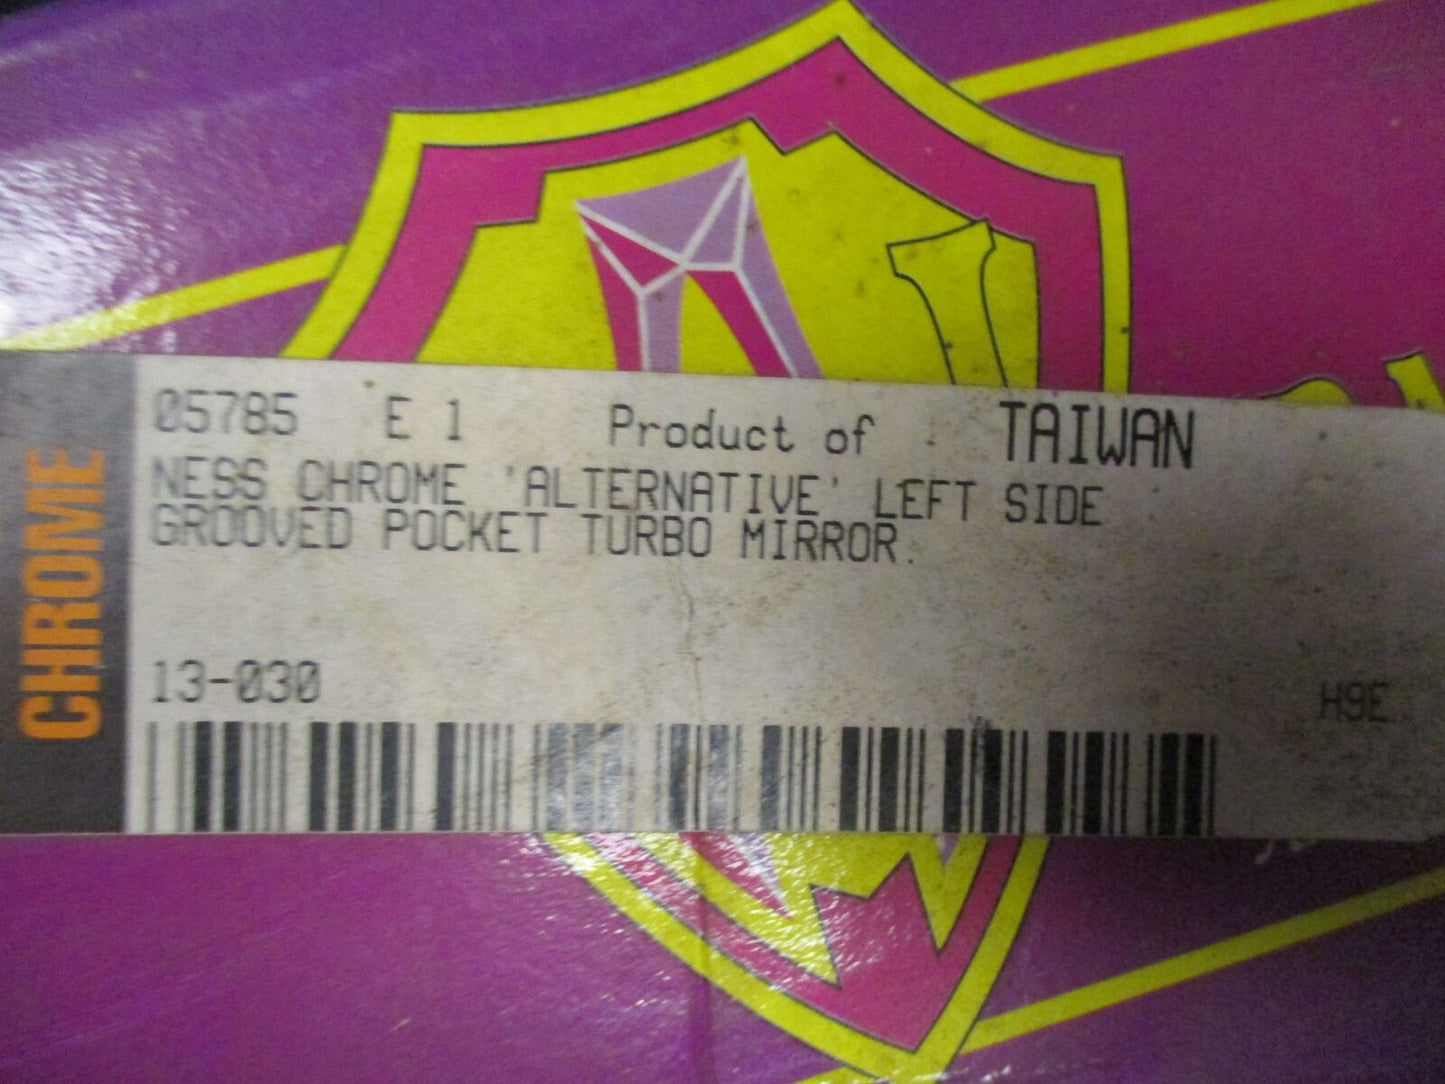 CHROME
05785 E 1 Product of TAIWAN
NESS CHROME 'ALTERNATIVE' LEFT SIDE
GROOVED POCKET TURBO MIRROR
13-030
H9E